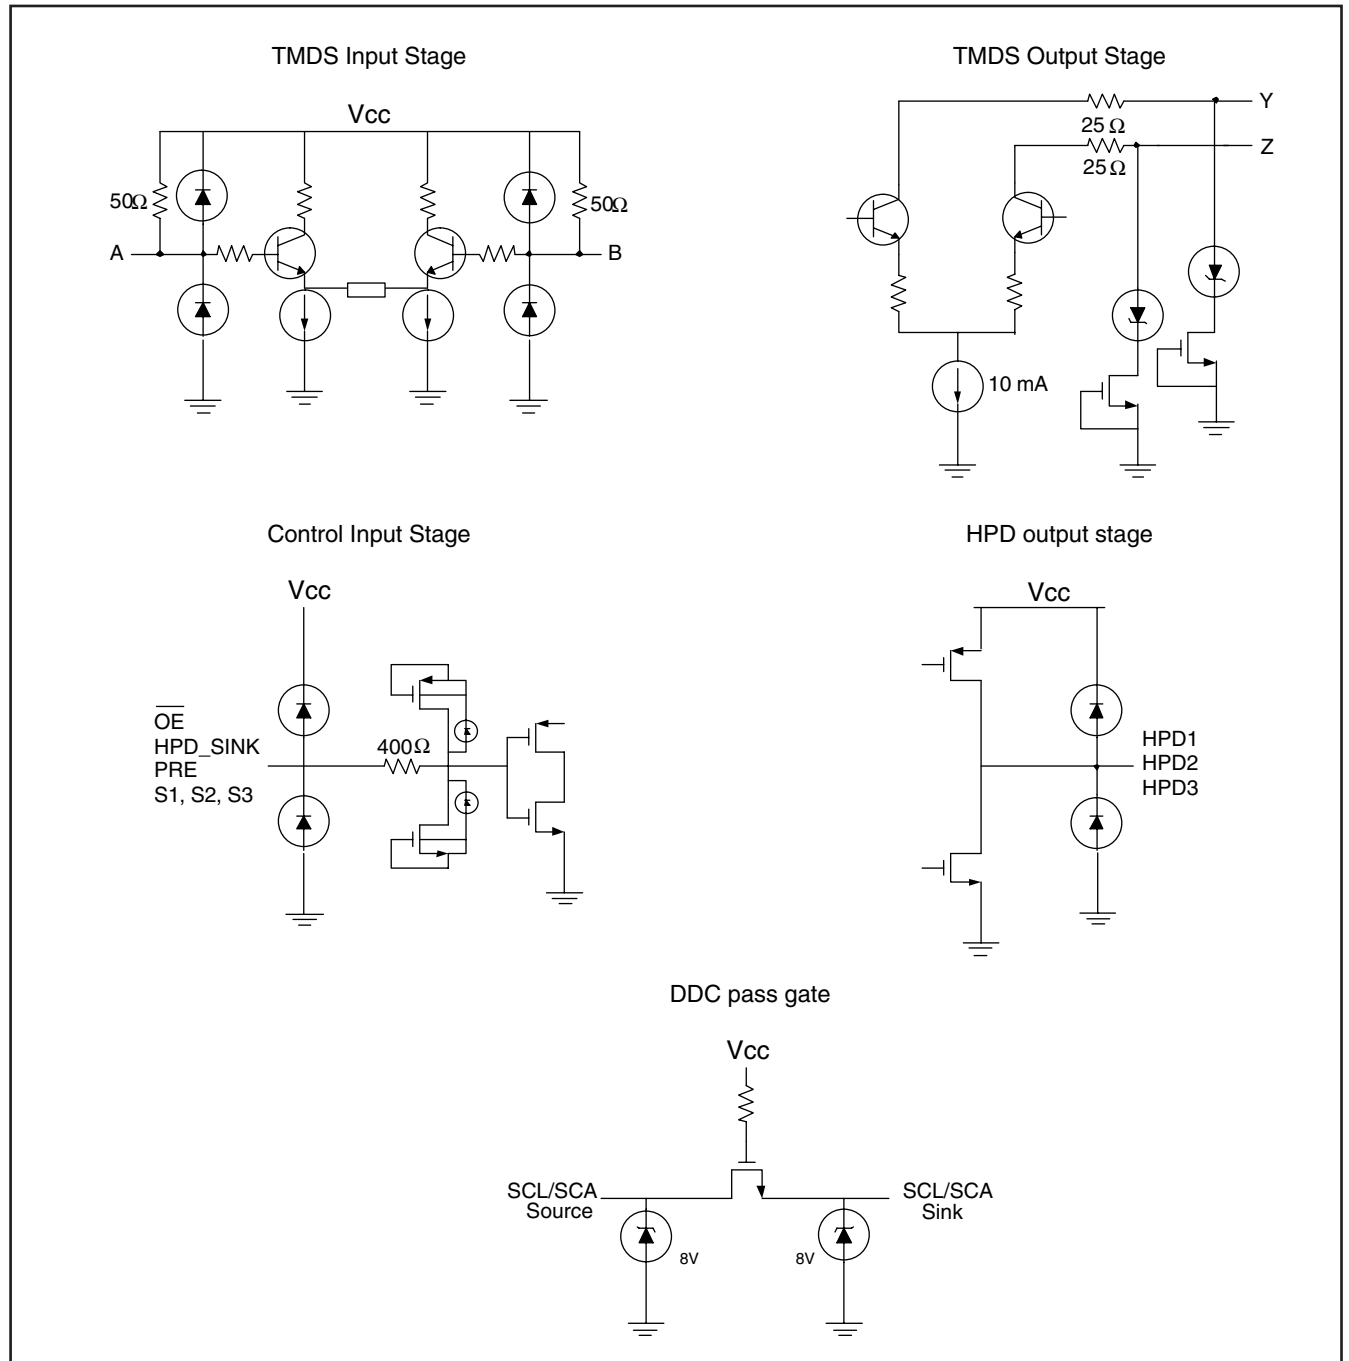 TMDS Input Stage
Vcc
50Ω
50Ω
A
B
TMDS Output Stage
Y
25 Ω
Z
25 Ω
10 mA
Control Input Stage
Vcc
OE
HPD_SINK
PRE
S1, S2, S3
400Ω
HPD output stage
Vcc
HPD1
HPD2
HPD3
DDC pass gate
Vcc
SCL/SCA
Source
8V
8V
SCL/SCA
Sink